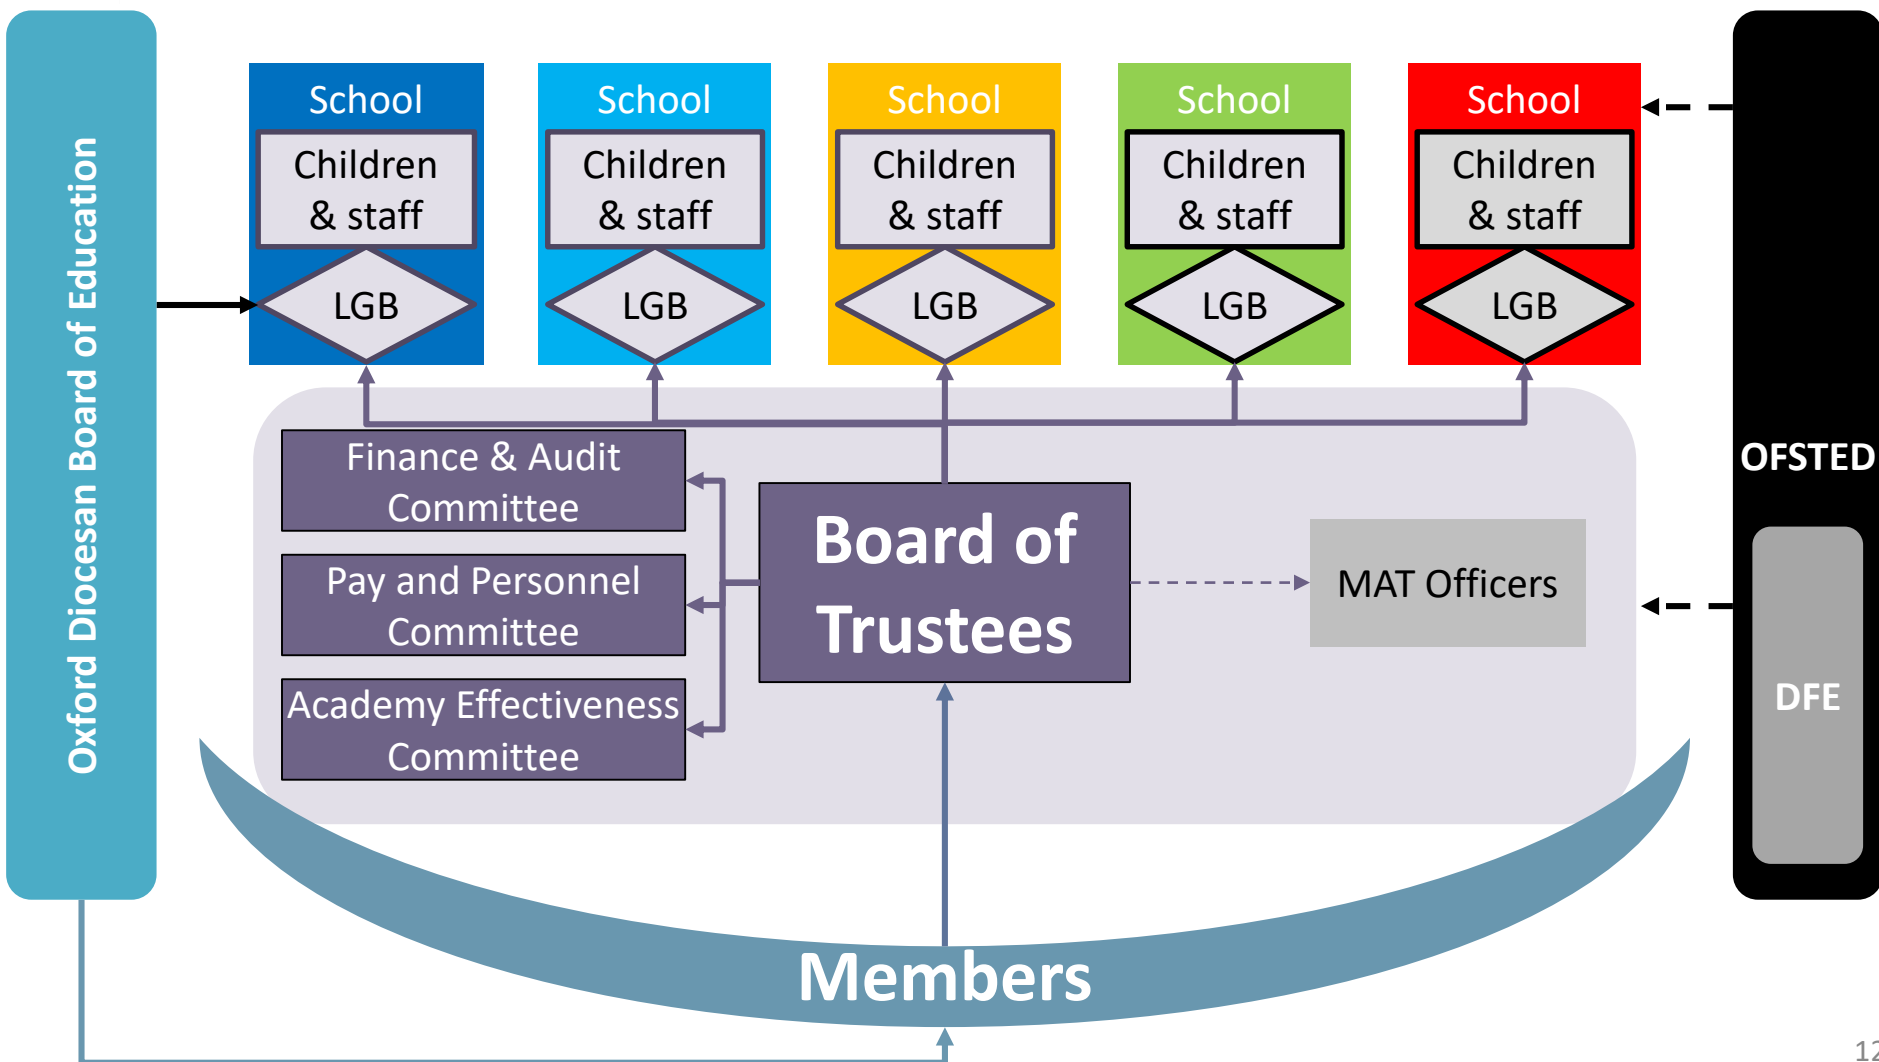 Oxford Diocesan Board of Education
School
Children
& staff
LGB
School
Children
& staff
LGB
School
Children
& staff
LGB
School
Children
& staff
LGB
School
Children
& staff
LGB
Finance & Audit
Committee
Pay and Personnel
Committee
Academy Effectiveness
Committee
Board of
Trustees
MAT Officers
OFSTED
DFE
Members
12